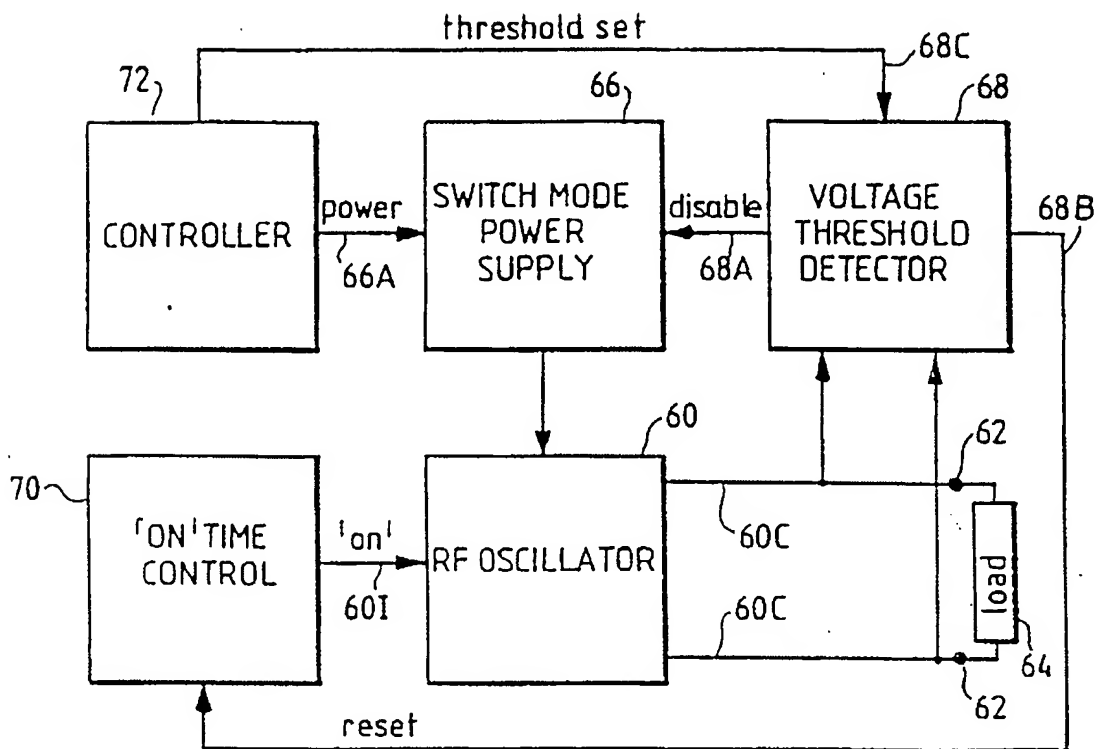 threshold set
68C
72
66
68
CONTROLLER
power
66A
SWITCH MODE
POWER
SUPPLY
disable
68A
VOLTAGE
THRESHOLD
DETECTOR
68B
70
60
62
'ON' TIME
CONTROL
'on'
60I
RF OSCILLATOR
60C
60C
load
64
62
reset